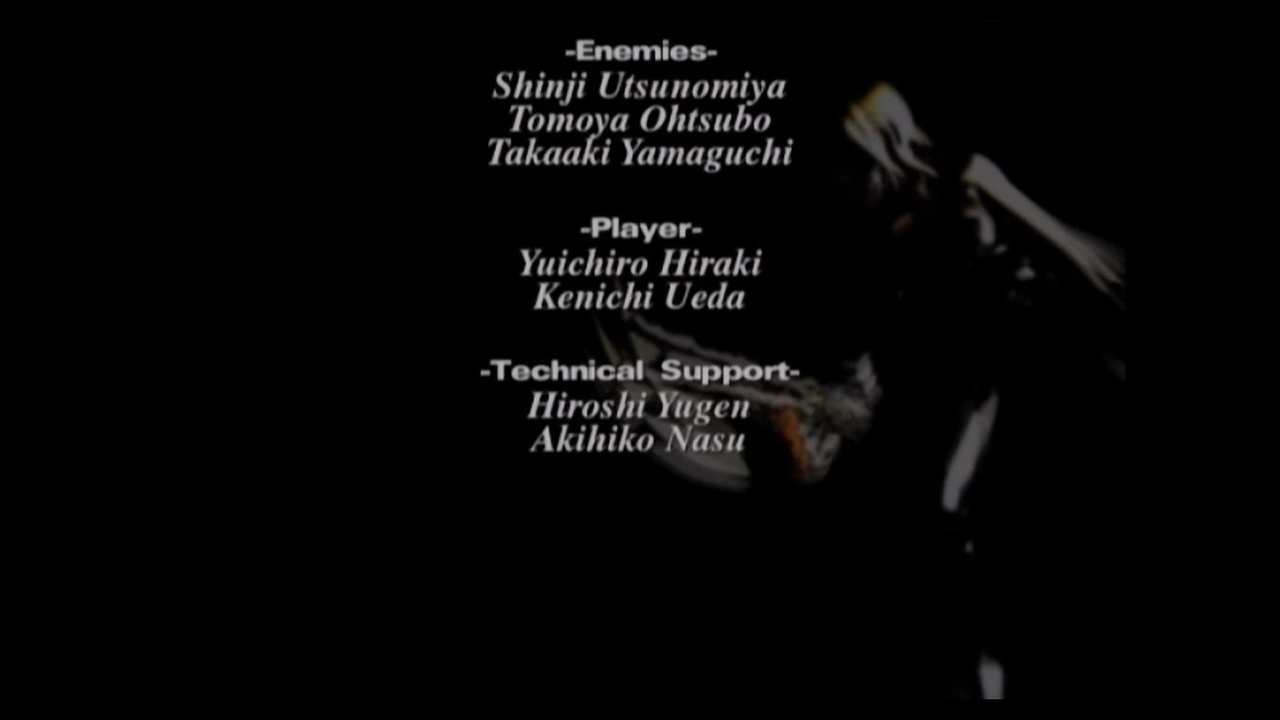 -Enemies-
Shinji Utsunomiya
Tomoya Ohtsubo
Takaaki Yamaguchi
-Player-
Yuichiro Hiraki
Kenichi Ueda
-Technical Support-
Hiroshi Yugen
Akihiko Nasu